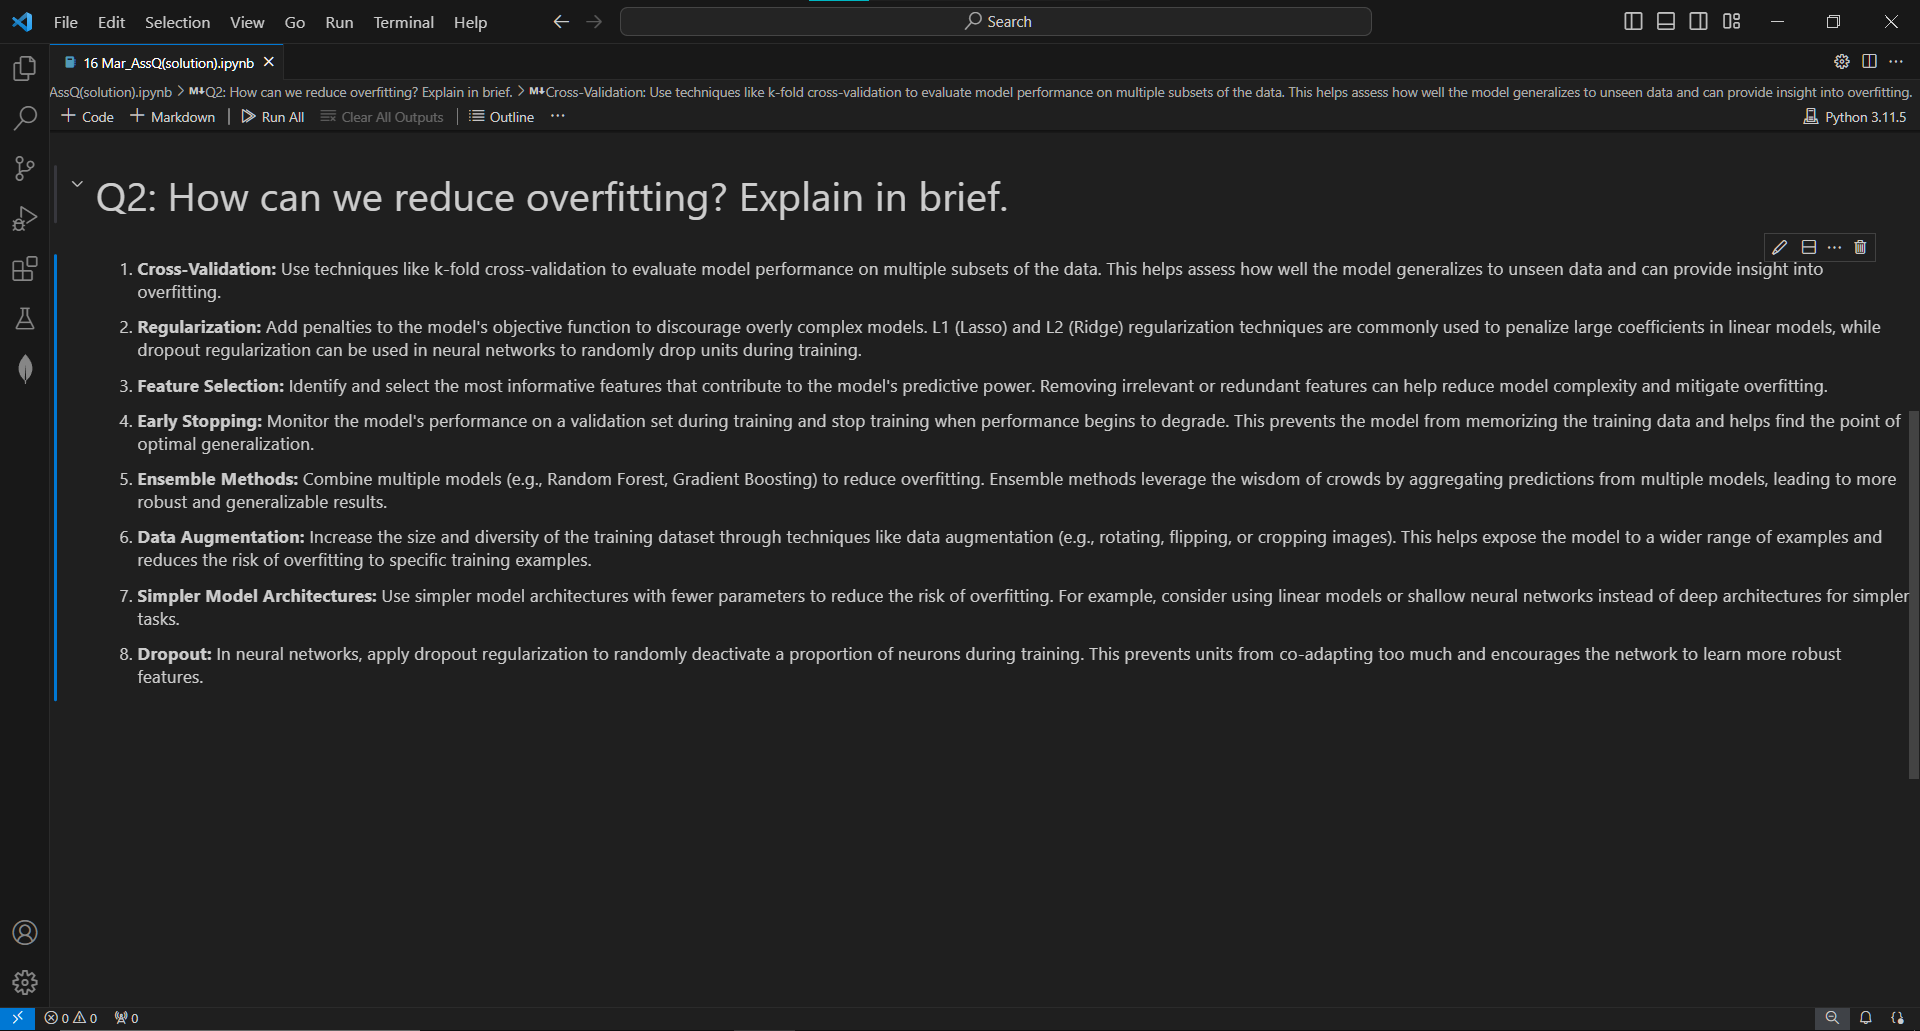 File Edit Selection View Go Run Terminal Help
Search
16 Mar_AssQ(solution).ipynb
AssQ(solution).ipynb > M↓Q2: How can we reduce overfitting? Explain in brief. > M↓Cross-Validation: Use techniques like k-fold cross-validation to evaluate model performance on multiple subsets of the data. This helps assess how well the model generalizes to unseen data and can provide insight into overfitting.
+ Code + Markdown | Run All Clear All Outputs | Outline ···
Python 3.11.5
Q2: How can we reduce overfitting? Explain in brief.
1. Cross-Validation: Use techniques like k-fold cross-validation to evaluate model performance on multiple subsets of the data. This helps assess how well the model generalizes to unseen data and can provide insight into
overfitting.
2. Regularization: Add penalties to the model's objective function to discourage overly complex models. L1 (Lasso) and L2 (Ridge) regularization techniques are commonly used to penalize large coefficients in linear models, while
dropout regularization can be used in neural networks to randomly drop units during training.
3. Feature Selection: Identify and select the most informative features that contribute to the model's predictive power. Removing irrelevant or redundant features can help reduce model complexity and mitigate overfitting.
4. Early Stopping: Monitor the model's performance on a validation set during training and stop training when performance begins to degrade. This prevents the model from memorizing the training data and helps find the point of
optimal generalization.
5. Ensemble Methods: Combine multiple models (e.g., Random Forest, Gradient Boosting) to reduce overfitting. Ensemble methods leverage the wisdom of crowds by aggregating predictions from multiple models, leading to more
robust and generalizable results.
6. Data Augmentation: Increase the size and diversity of the training dataset through techniques like data augmentation (e.g., rotating, flipping, or cropping images). This helps expose the model to a wider range of examples and
reduces the risk of overfitting to specific training examples.
7. Simpler Model Architectures: Use simpler model architectures with fewer parameters to reduce the risk of overfitting. For example, consider using linear models or shallow neural networks instead of deep architectures for simpler
tasks.
8. Dropout: In neural networks, apply dropout regularization to randomly deactivate a proportion of neurons during training. This prevents units from co-adapting too much and encourages the network to learn more robust
features.
0 0 0